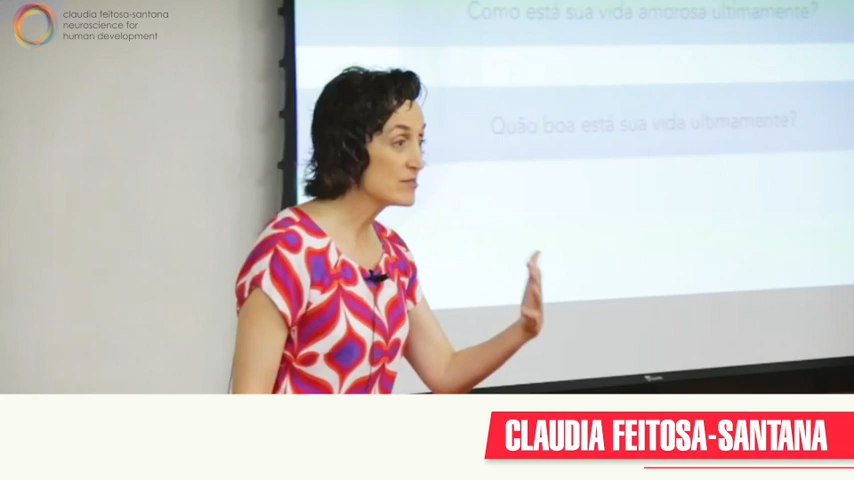 claudia feitosa-santana
neuroscience for
human development
Como está sua vida amorosa ultimamente?
Quão boa está sua vida ultimamente?
CLAUDIA FEITOSA-SANTANA